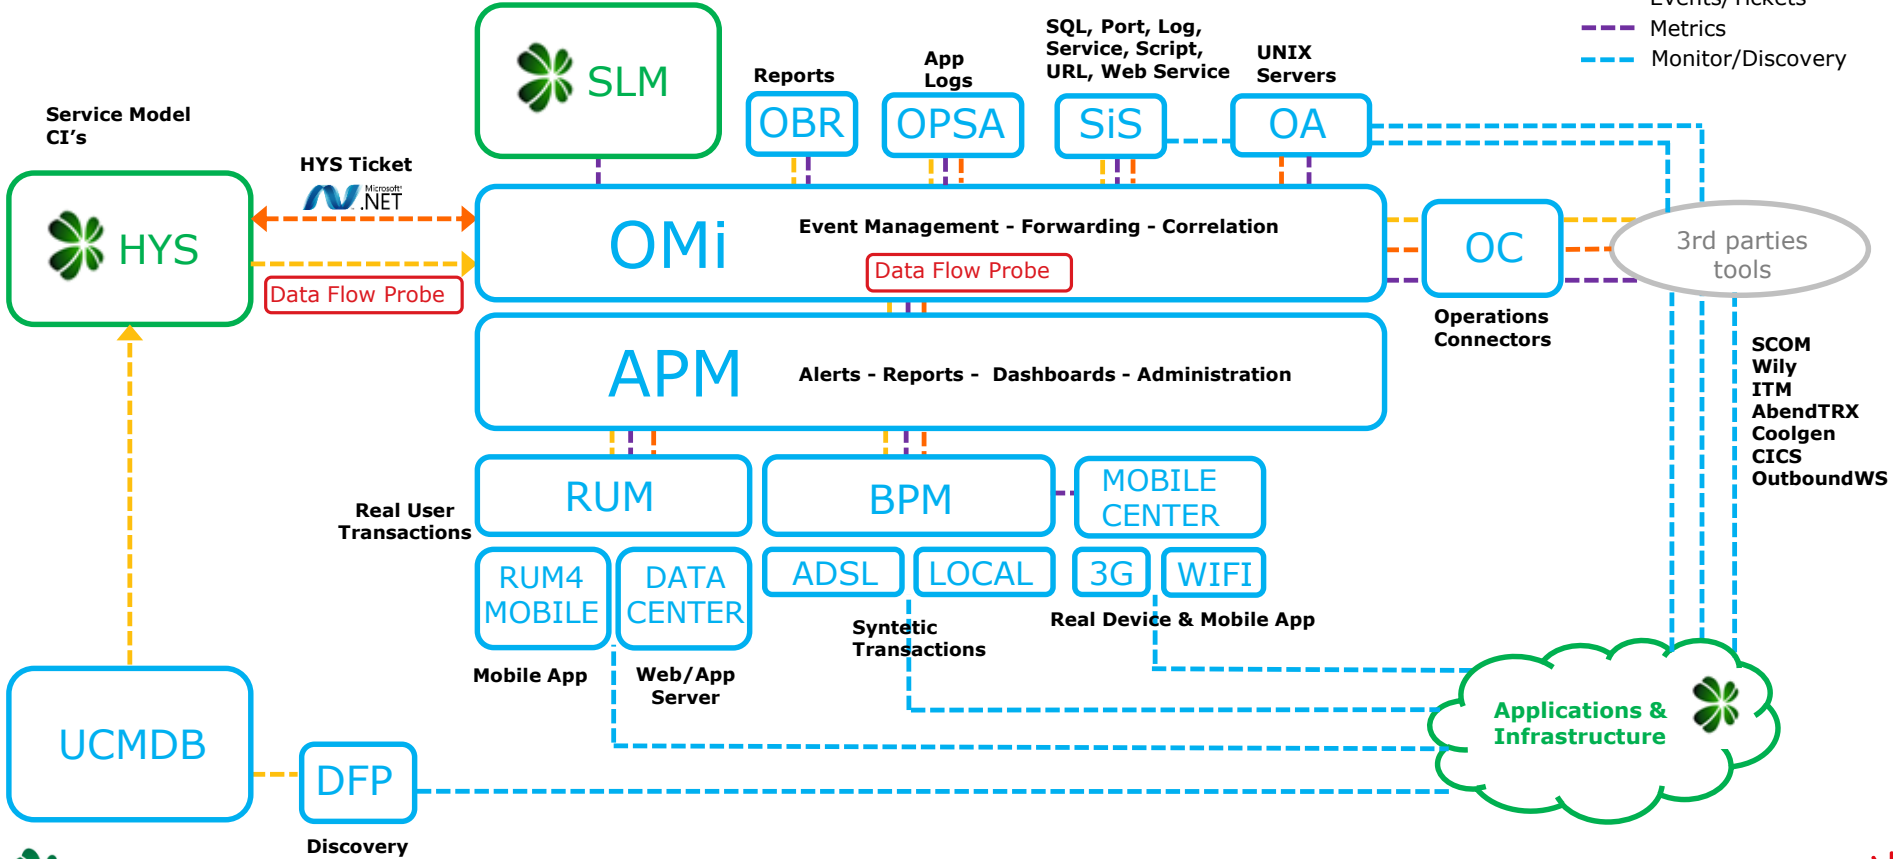 Events/Tickets
Metrics
Monitor/Discovery
SLM
Reports
OBR
App
Logs
OPSA
SQL, Port, Log,
Service, Script,
URL, Web Service
SiS
UNIX
Servers
OA
Service Model
CI's
HYS
HYS Ticket
Microsoft
.NET
Data Flow Probe
OMi
Event Management - Forwarding - Correlation
Data Flow Probe
OC
Operations
Connectors
3rd parties
tools
APM
Alerts - Reports - Dashboards - Administration
SCOM
Wily
ITM
AbendTRX
Coolgen
CICS
OutboundWS
Real User
Transactions
RUM
BPM
MOBILE
CENTER
RUM4
MOBILE
DATA
CENTER
ADSL
LOCAL
3G
WIFI
Mobile App
Web/App
Server
Syntetic
Transactions
Real Device & Mobile App
UCMDB
DFP
Discovery
Applications &
Infrastructure